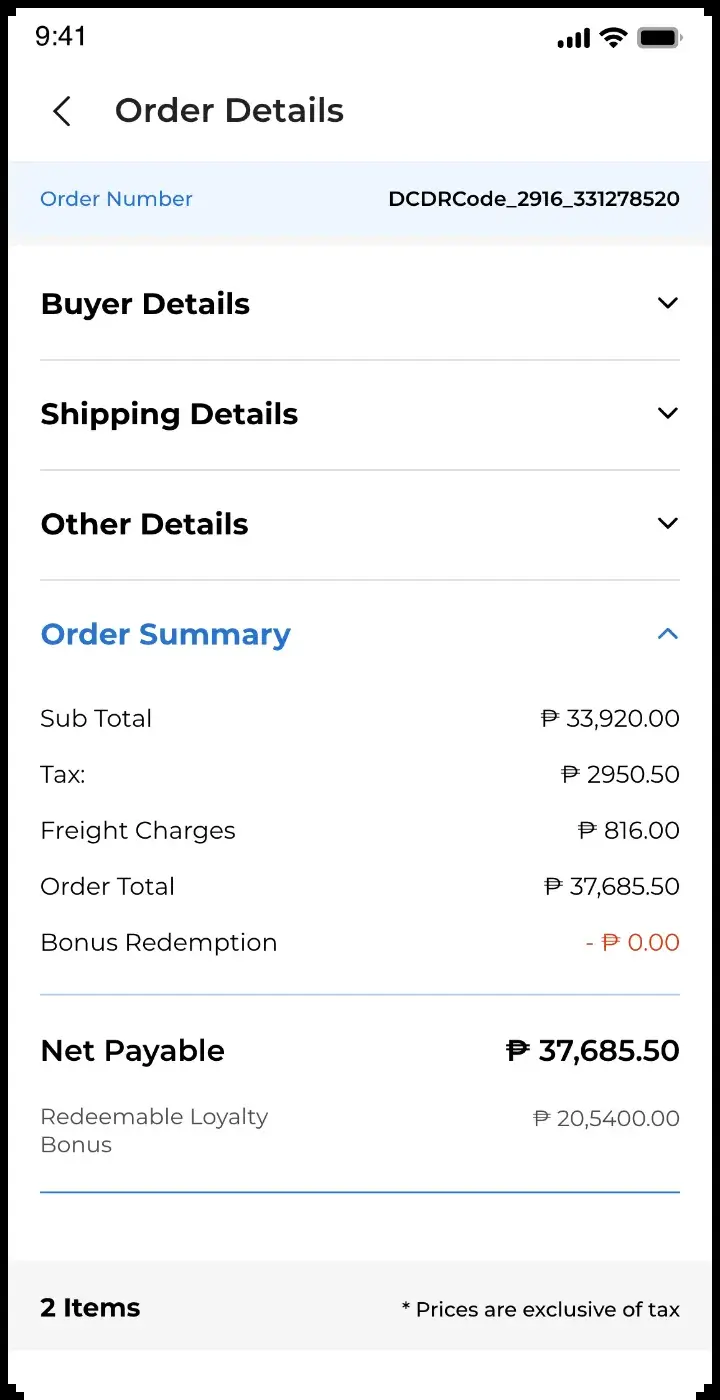 9:41
Order Details
Order Number DCDRCode_2916_331278520
Buyer Details
Shipping Details
Other Details
Order Summary
Sub Total ₱ 33,920.00
Tax: ₱ 2950.50
Freight Charges ₱ 816.00
Order Total ₱ 37,685.50
Bonus Redemption - ₱ 0.00
Net Payable ₱ 37,685.50
Redeemable Loyalty ₱ 20,5400.00
Bonus
2 Items * Prices are exclusive of tax